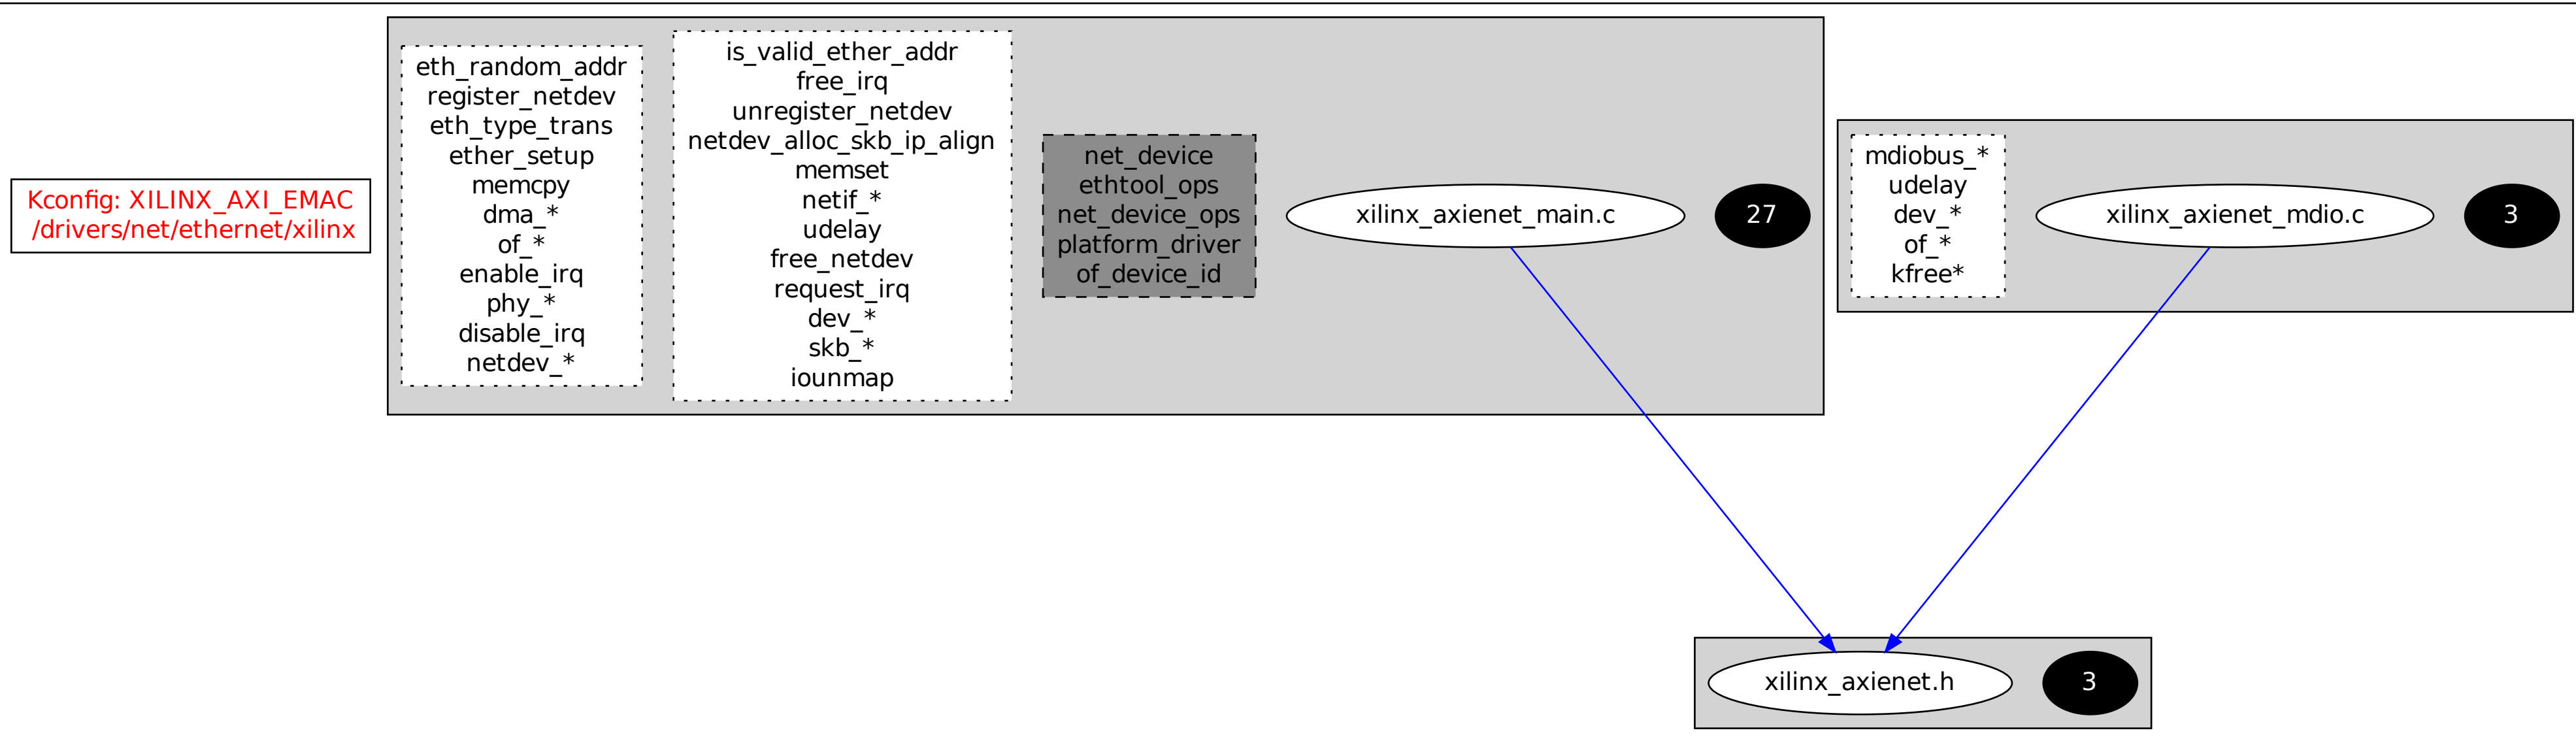 Kconfig: XILINX_AXI_EMAC
/drivers/net/ethernet/xilinx
eth_random_addr
register_netdev
eth_type_trans
ether_setup
memcpy
dma_*
of_*
enable_irq
phy_*
disable_irq
netdev_*
is_valid_ether_addr
free_irq
unregister_netdev
netdev_alloc_skb_ip_align
memset
netif_*
udelay
free_netdev
request_irq
dev_*
skb_*
iounmap
net_device
ethtool_ops
net_device_ops
platform_driver
of_device_id
xilinx_axienet_main.c
27
mdiobus_*
udelay
dev_*
of_*
kfree*
xilinx_axienet_mdio.c
3
xilinx_axienet.h
3